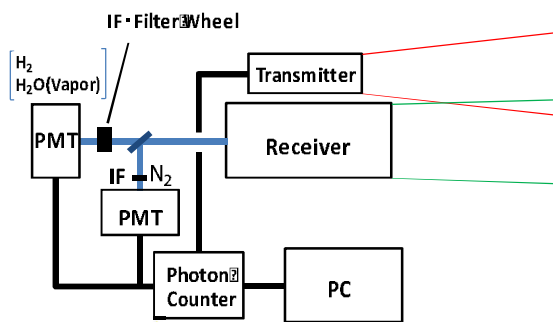 IF・Filter⍰Wheel
H₂
H₂O(Vapor)
Transmitter
PMT
Receiver
IF
N₂
PMT
Photon⍰
Counter
PC